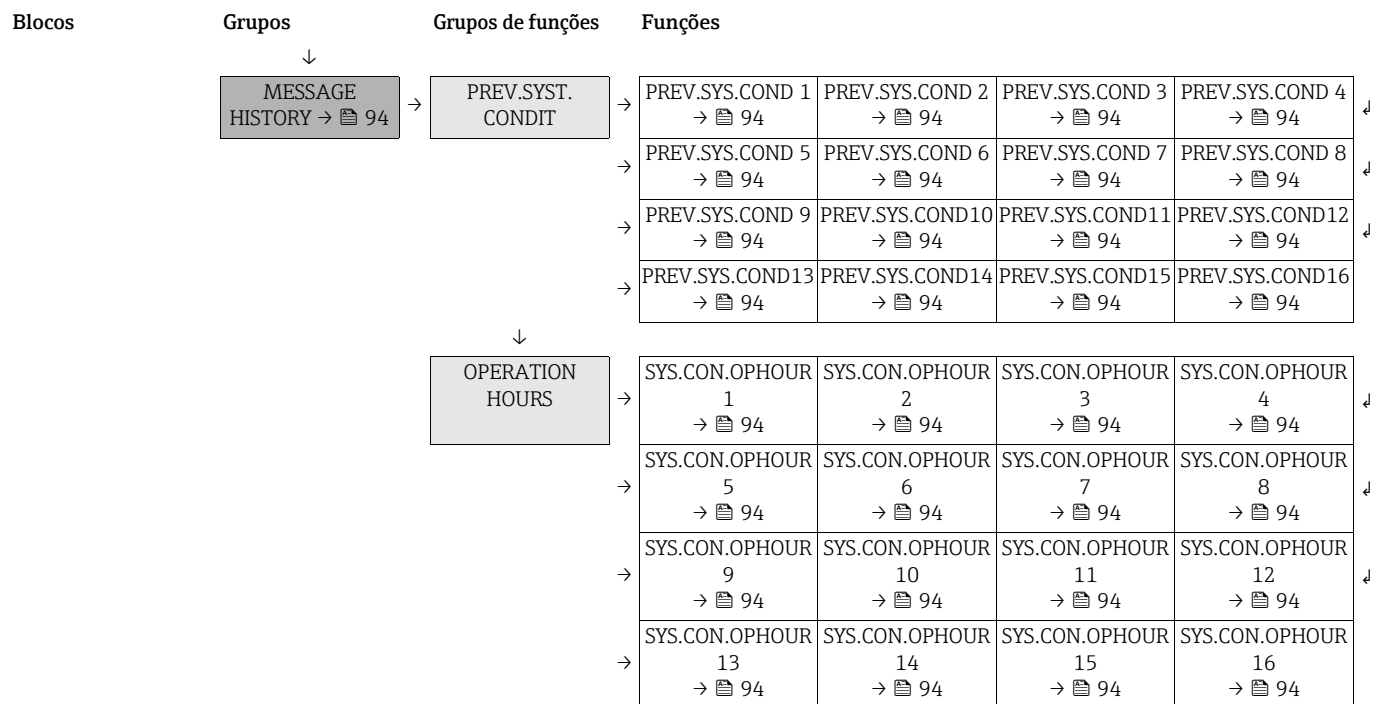 Blocos Grupos Grupos de funções Funções
↓
MESSAGE PREV.SYST. PREV.SYS.COND 1 PREV.SYS.COND 2 PREV.SYS.COND 3 PREV.SYS.COND 4
HISTORY → 94 → CONDIT → → 94 → 94 → 94 → 94 ↲
PREV.SYS.COND 5 PREV.SYS.COND 6 PREV.SYS.COND 7 PREV.SYS.COND 8
→ → 94 → 94 → 94 → 94 ↲
PREV.SYS.COND 9 PREV.SYS.COND10 PREV.SYS.COND11 PREV.SYS.COND12
→ → 94 → 94 → 94 → 94 ↲
PREV.SYS.COND13 PREV.SYS.COND14 PREV.SYS.COND15 PREV.SYS.COND16
→ → 94 → 94 → 94 → 94
↓
OPERATION SYS.CON.OPHOUR SYS.CON.OPHOUR SYS.CON.OPHOUR SYS.CON.OPHOUR
HOURS → 1 2 3 4 ↲
→ 94 → 94 → 94 → 94
SYS.CON.OPHOUR SYS.CON.OPHOUR SYS.CON.OPHOUR SYS.CON.OPHOUR
→ 5 6 7 8 ↲
→ 94 → 94 → 94 → 94
SYS.CON.OPHOUR SYS.CON.OPHOUR SYS.CON.OPHOUR SYS.CON.OPHOUR
→ 9 10 11 12 ↲
→ 94 → 94 → 94 → 94
SYS.CON.OPHOUR SYS.CON.OPHOUR SYS.CON.OPHOUR SYS.CON.OPHOUR
→ 13 14 15 16
→ 94 → 94 → 94 → 94